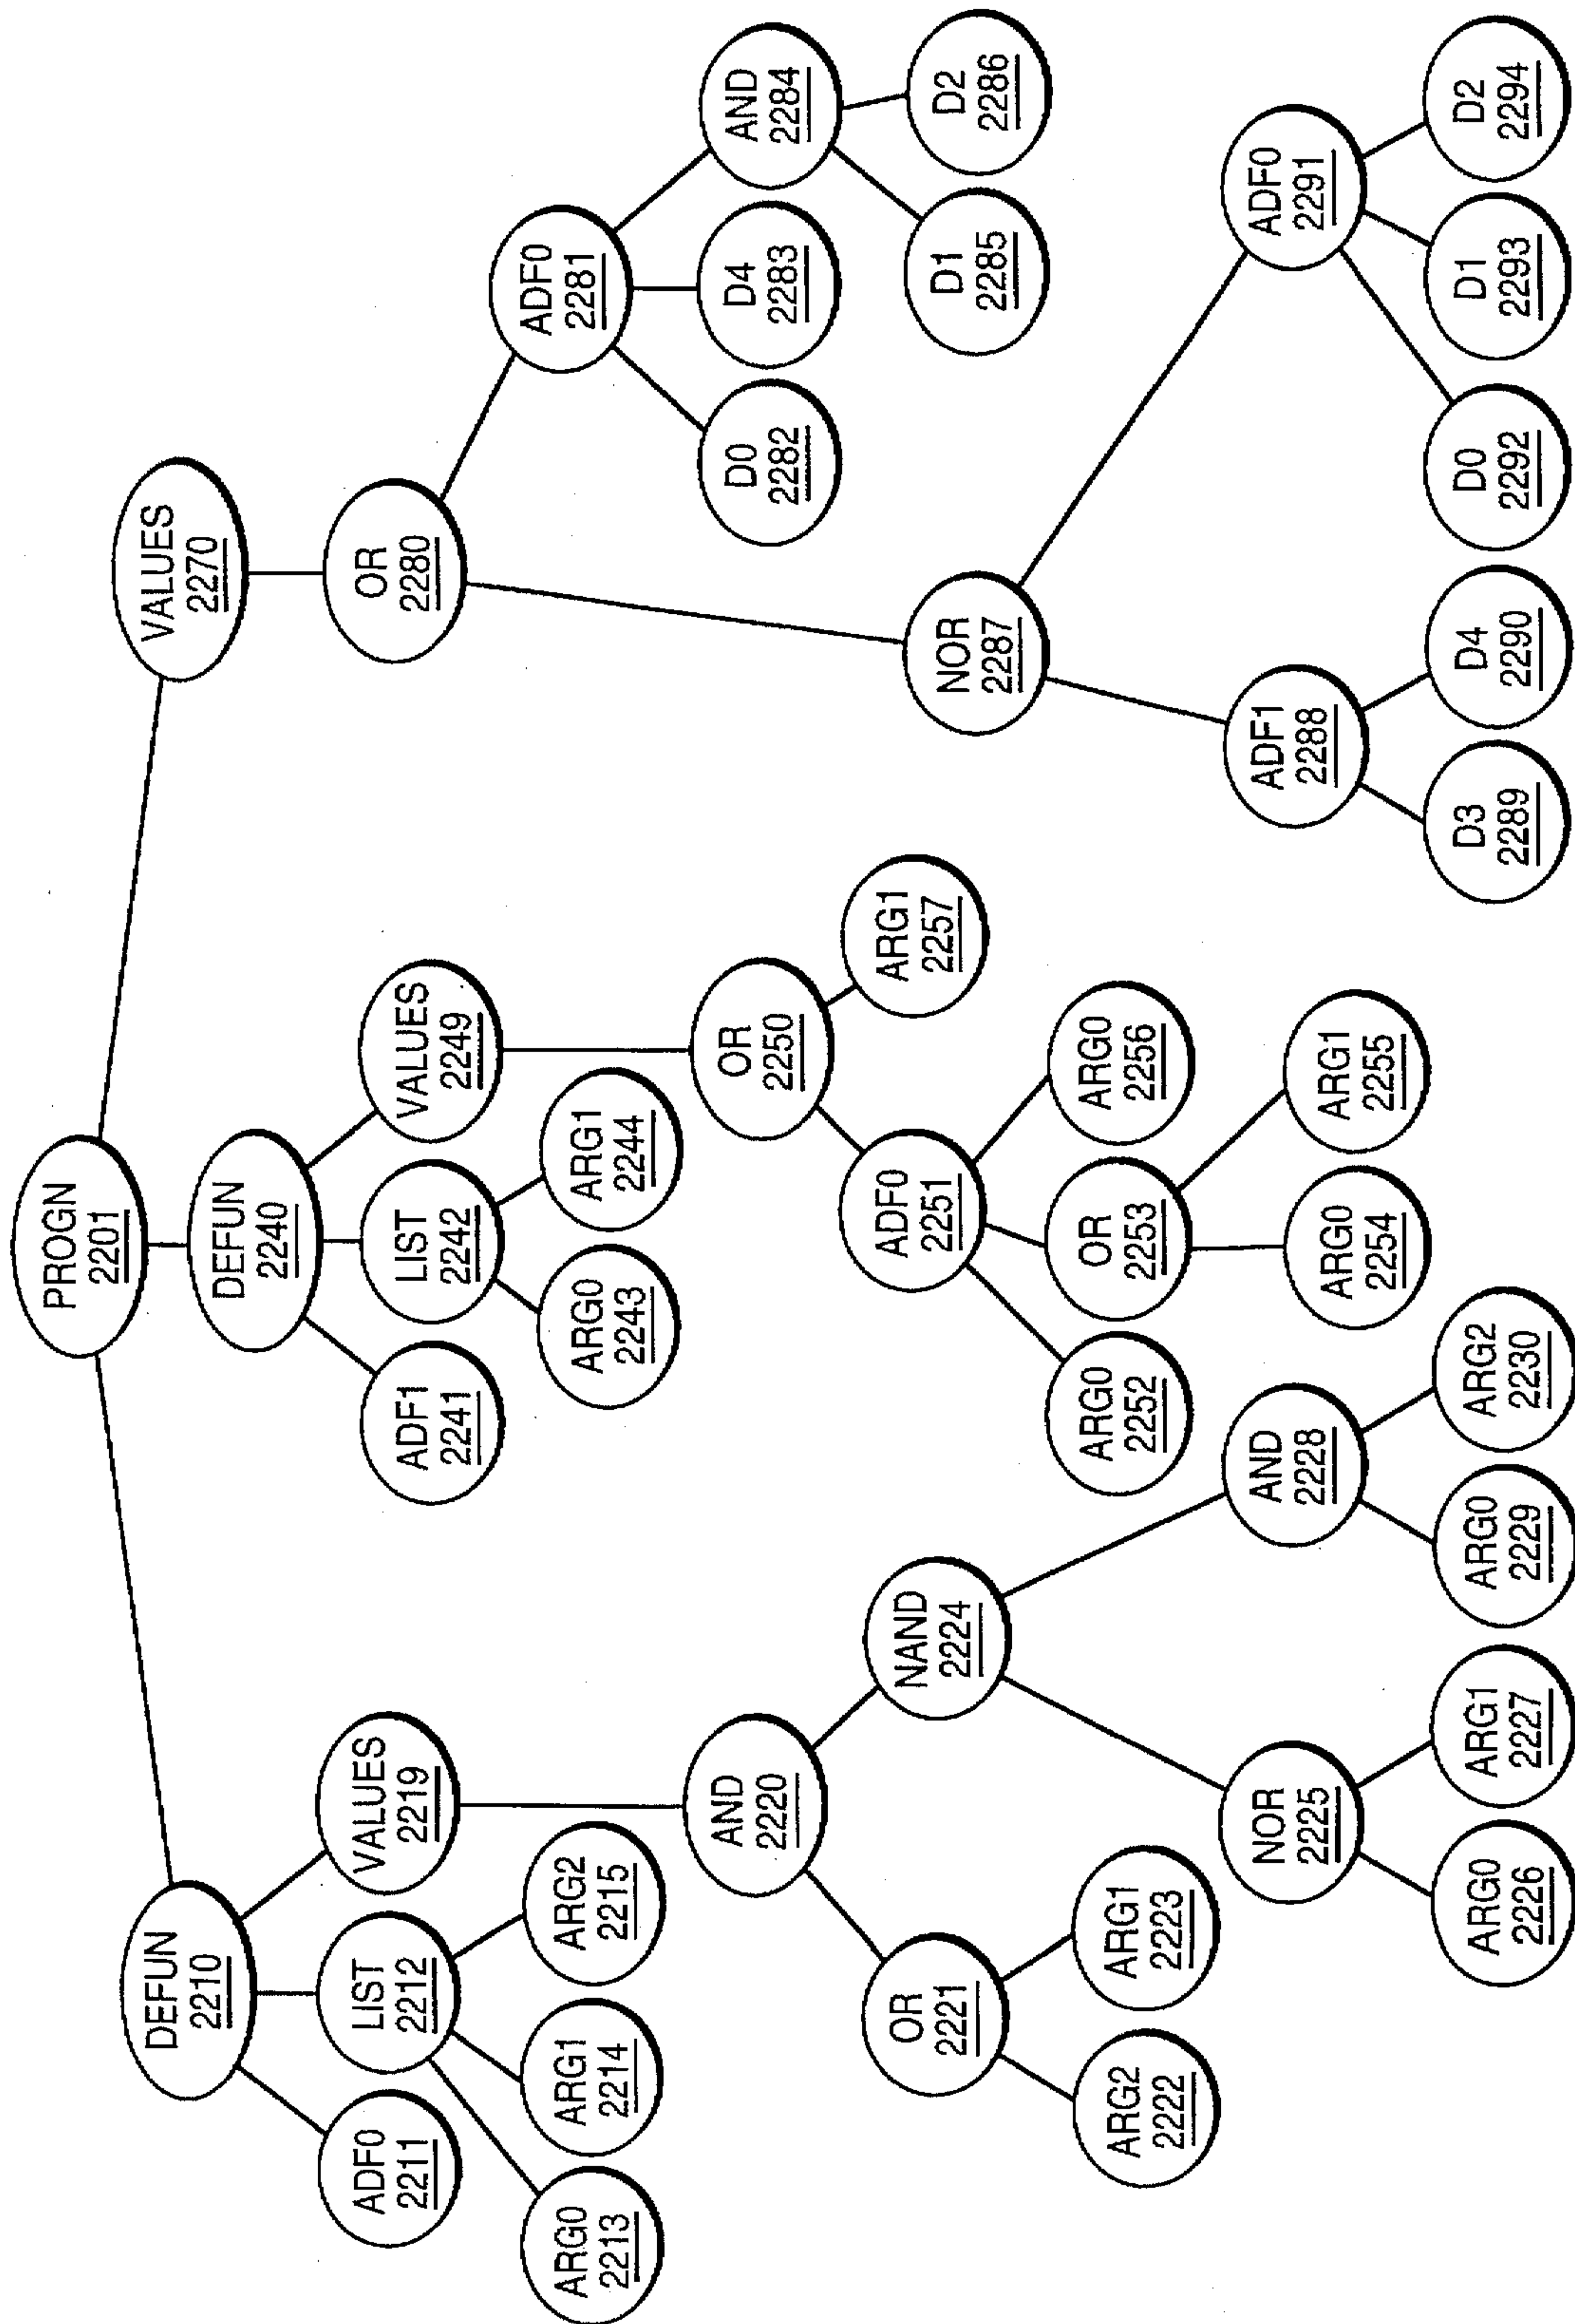 PROGN
2201
DEFUN
2210
ADF0
2211
LIST
2212
ARG0
2213
ARG1
2214
ARG2
2215
VALUES
2219
AND
2220
OR
2221
ARG2
2222
ARG1
2223
NAND
2224
NOR
2225
ARG0
2226
ARG1
2227
AND
2228
ARG0
2229
ARG2
2230
DEFUN
2240
ADF1
2241
LIST
2242
ARG0
2243
ARG1
2244
VALUES
2249
OR
2250
ADF0
2251
ARG0
2252
OR
2253
ARG0
2254
ARG1
2255
ARG0
2256
ARG1
2257
VALUES
2270
OR
2280
ADF0
2281
D0
2282
D4
2283
AND
2284
D1
2285
D2
2286
NOR
2287
ADF1
2288
D3
2289
D4
2290
ADF0
2291
D0
2292
D1
2293
D2
2294